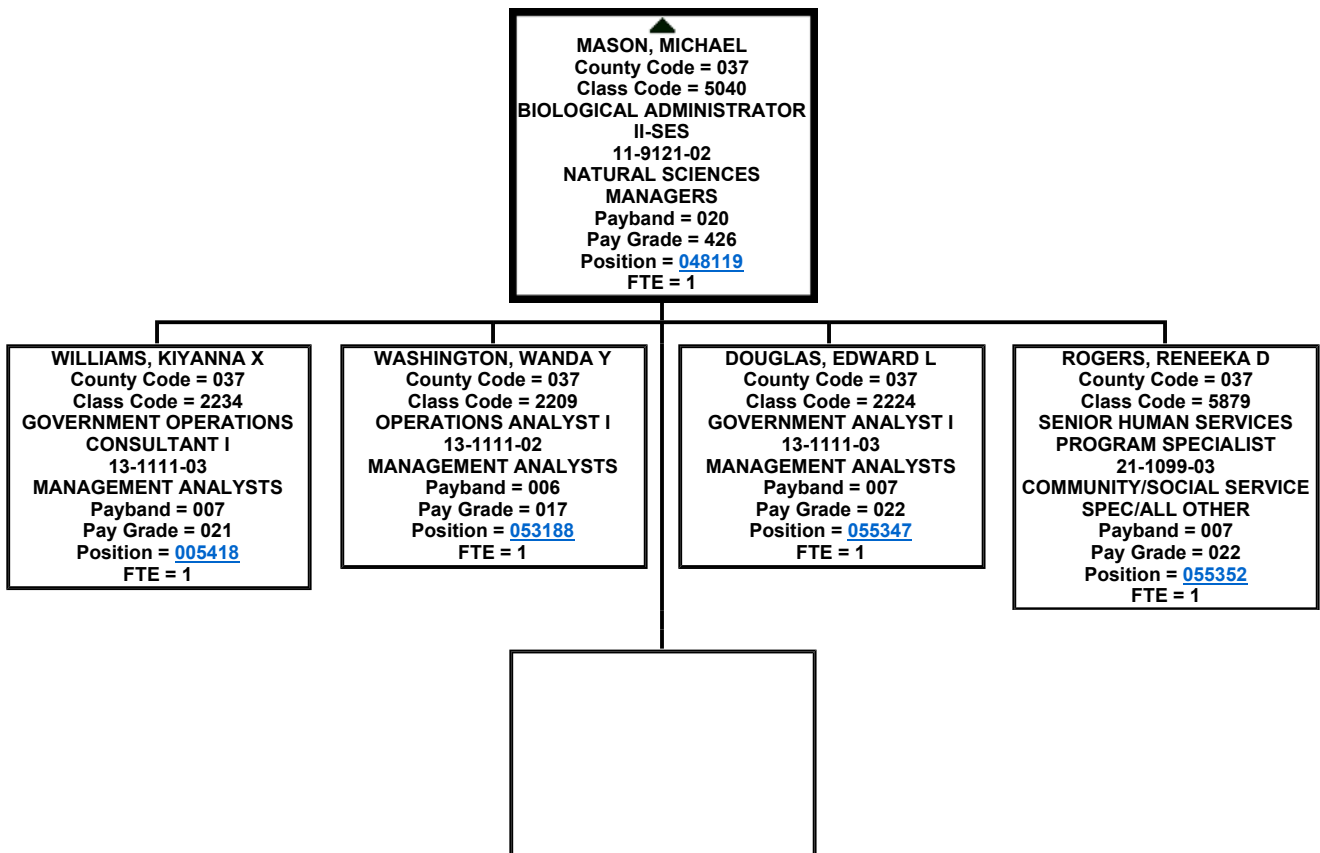 MASON, MICHAEL
County Code = 037
Class Code = 5040
BIOLOGICAL ADMINISTRATOR
II-SES
11-9121-02
NATURAL SCIENCES
MANAGERS
Payband = 020
Pay Grade = 426
Position = 048119
FTE = 1
WILLIAMS, KIYANNA X
County Code = 037
Class Code = 2234
GOVERNMENT OPERATIONS
CONSULTANT I
13-1111-03
MANAGEMENT ANALYSTS
Payband = 007
Pay Grade = 021
Position = 005418
FTE = 1
WASHINGTON, WANDA Y
County Code = 037
Class Code = 2209
OPERATIONS ANALYST I
13-1111-02
MANAGEMENT ANALYSTS
Payband = 006
Pay Grade = 017
Position = 053188
FTE = 1
DOUGLAS, EDWARD L
County Code = 037
Class Code = 2224
GOVERNMENT ANALYST I
13-1111-03
MANAGEMENT ANALYSTS
Payband = 007
Pay Grade = 022
Position = 055347
FTE = 1
ROGERS, RENEEKA D
County Code = 037
Class Code = 5879
SENIOR HUMAN SERVICES
PROGRAM SPECIALIST
21-1099-03
COMMUNITY/SOCIAL SERVICE
SPEC/ALL OTHER
Payband = 007
Pay Grade = 022
Position = 055352
FTE = 1